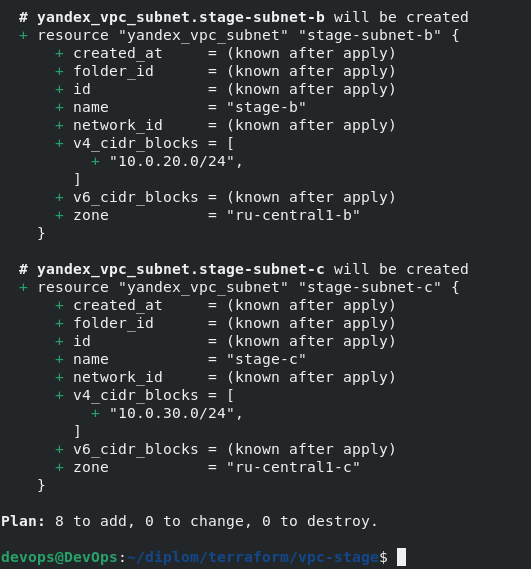 # yandex_vpc_subnet.stage-subnet-b will be created
+ resource "yandex_vpc_subnet" "stage-subnet-b" {
+ created_at = (known after apply)
+ folder_id = (known after apply)
+ id = (known after apply)
+ name = "stage-b"
+ network_id = (known after apply)
+ v4_cidr_blocks = [
+ "10.0.20.0/24",
]
+ v6_cidr_blocks = (known after apply)
+ zone = "ru-central1-b"
}
# yandex_vpc_subnet.stage-subnet-c will be created
+ resource "yandex_vpc_subnet" "stage-subnet-c" {
+ created_at = (known after apply)
+ folder_id = (known after apply)
+ id = (known after apply)
+ name = "stage-c"
+ network_id = (known after apply)
+ v4_cidr_blocks = [
+ "10.0.30.0/24",
]
+ v6_cidr_blocks = (known after apply)
+ zone = "ru-central1-c"
}
Plan: 8 to add, 0 to change, 0 to destroy.
devops@DevOps:~/diplom/terraform/vpc-stage$